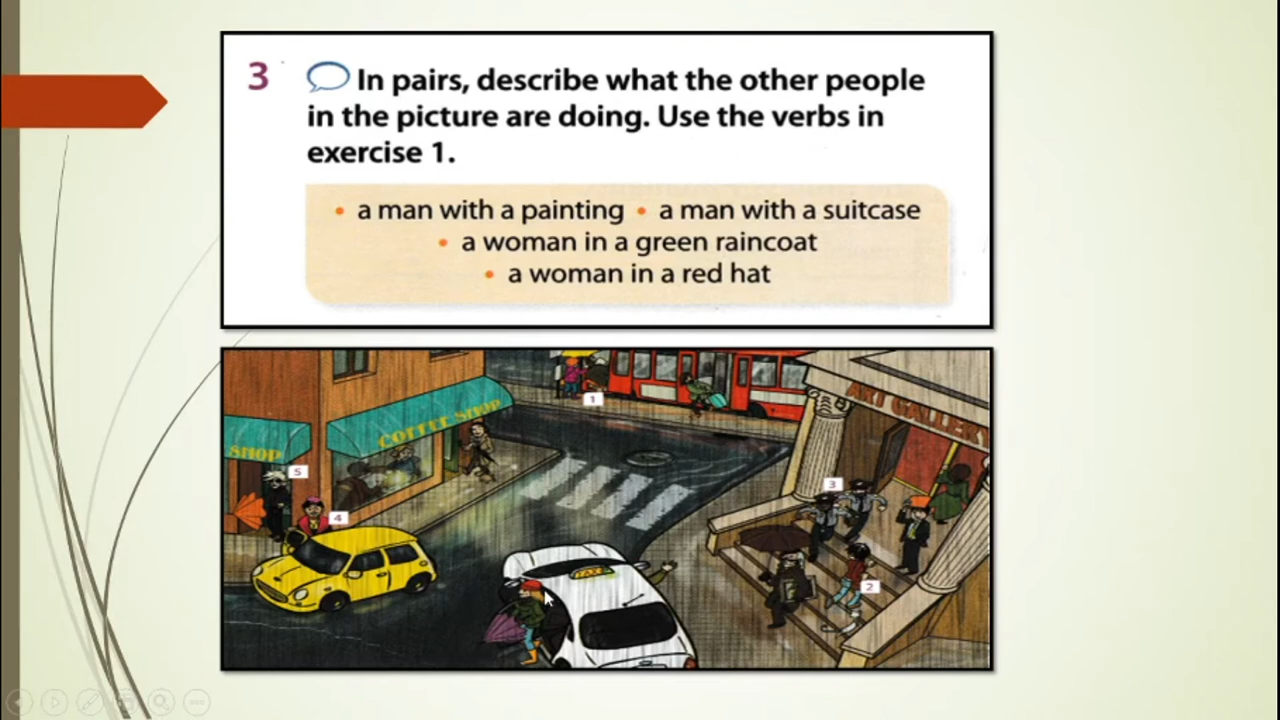 3 In pairs, describe what the other people
in the picture are doing. Use the verbs in
exercise 1.
• a man with a painting • a man with a suitcase
• a woman in a green raincoat
• a woman in a red hat
1
ART GALLERY
COFFEE SHOP
SHOP
5
3
4
TAXI
2